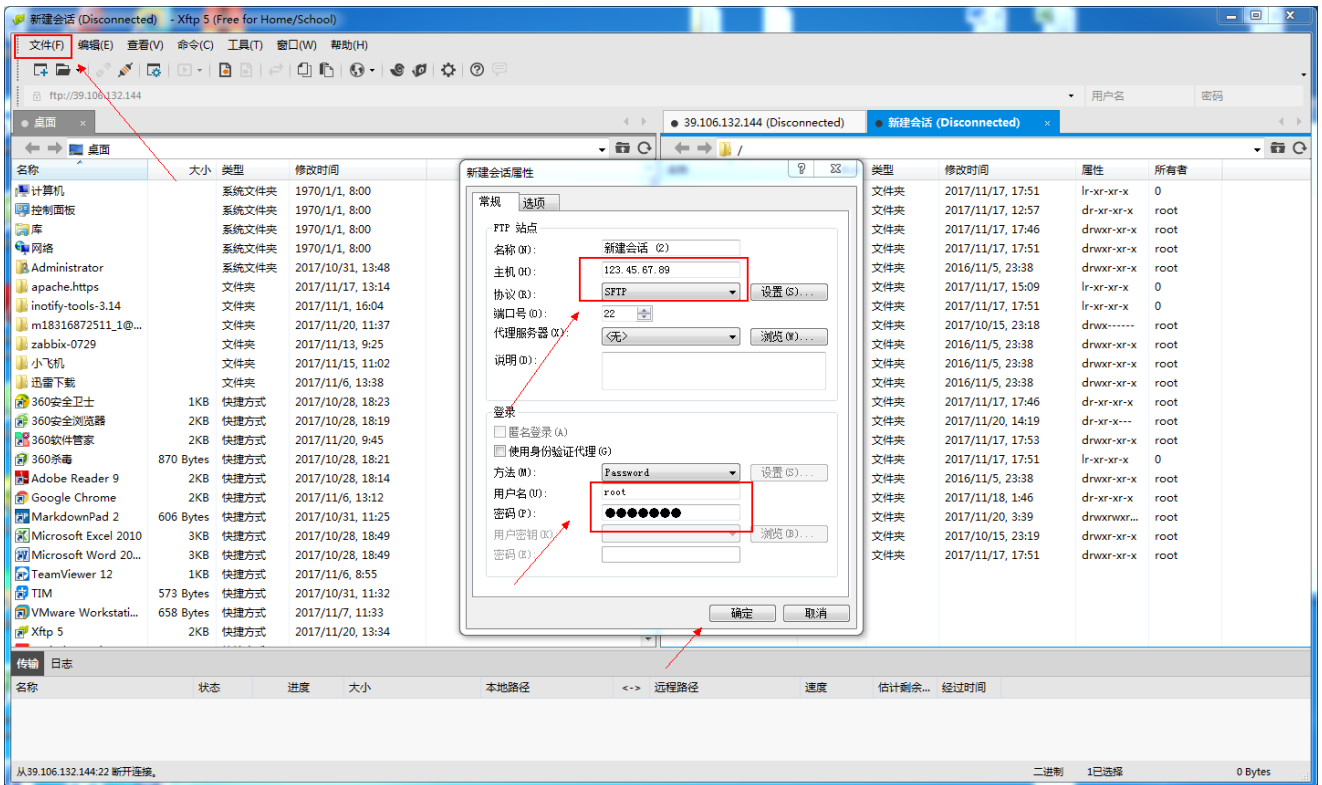 新建会话 (Disconnected) - Xftp 5 (Free for Home/School)
文件(F) 编辑(E) 查看(V) 命令(C) 工具(T) 窗口(W) 帮助(H)
ftp://39.106.132.144 用户名 密码
桌面 39.106.132.144 (Disconnected) 新建会话 (Disconnected)
桌面 /
名称 大小 类型 修改时间
计算机 系统文件夹 1970/1/1, 8:00
控制面板 系统文件夹 1970/1/1, 8:00
库 系统文件夹 1970/1/1, 8:00
网络 系统文件夹 1970/1/1, 8:00
Administrator 系统文件夹 2017/10/31, 13:48
apache.https 文件夹 2017/11/17, 13:14
inotify-tools-3.14 文件夹 2017/11/1, 16:04
m18316872511_1@... 文件夹 2017/11/20, 11:37
zabbix-0729 文件夹 2017/11/13, 9:25
小飞机 文件夹 2017/11/15, 11:02
迅雷下载 文件夹 2017/11/6, 13:38
360安全卫士 1KB 快捷方式 2017/10/28, 18:23
360安全浏览器 2KB 快捷方式 2017/10/28, 18:19
360软件管家 2KB 快捷方式 2017/11/20, 9:45
360杀毒 870 Bytes 快捷方式 2017/10/28, 18:21
Adobe Reader 9 2KB 快捷方式 2017/10/28, 18:14
Google Chrome 2KB 快捷方式 2017/11/6, 13:12
MarkdownPad 2 606 Bytes 快捷方式 2017/10/31, 11:25
Microsoft Excel 2010 3KB 快捷方式 2017/10/28, 18:49
Microsoft Word 20... 3KB 快捷方式 2017/10/28, 18:49
TeamViewer 12 1KB 快捷方式 2017/11/6, 8:55
TIM 573 Bytes 快捷方式 2017/10/31, 11:32
VMware Workstati... 658 Bytes 快捷方式 2017/11/7, 11:33
Xftp 5 2KB 快捷方式 2017/11/20, 13:34
新建会话属性
常规 选项
FTP 站点
名称(N): 新建会话 (2)
主机(H): 123.45.67.89
协议(R): SFTP 设置(S)...
端口号(O): 22
代理服务器(X): <无> 浏览(W)...
说明(D):
登录
匿名登录(A)
使用身份验证代理(G)
方法(M): Password 设置(S)...
用户名(U): root
密码(P): ●●●●●●●
用户密钥(K): 浏览(B)...
密码(E):
确定 取消
类型 修改时间 属性 所有者
文件夹 2017/11/17, 17:51 lr-xr-xr-x 0
文件夹 2017/11/17, 12:57 dr-xr-xr-x root
文件夹 2017/11/17, 17:46 drwxr-xr-x root
文件夹 2017/11/17, 17:51 drwxr-xr-x root
文件夹 2016/11/5, 23:38 drwxr-xr-x root
文件夹 2017/11/17, 15:09 lr-xr-xr-x 0
文件夹 2017/11/17, 17:51 lr-xr-xr-x 0
文件夹 2017/10/15, 23:18 drwx------ root
文件夹 2016/11/5, 23:38 drwxr-xr-x root
文件夹 2016/11/5, 23:38 drwxr-xr-x root
文件夹 2016/11/5, 23:38 drwxr-xr-x root
文件夹 2017/11/17, 17:46 dr-xr-xr-x root
文件夹 2017/11/20, 14:19 dr-xr-x--- root
文件夹 2017/11/17, 17:53 drwxr-xr-x root
文件夹 2017/11/17, 17:51 lr-xr-xr-x 0
文件夹 2016/11/5, 23:38 drwxr-xr-x root
文件夹 2017/11/18, 1:46 dr-xr-xr-x root
文件夹 2017/11/20, 3:39 drwxrwxr... root
文件夹 2017/10/15, 23:19 drwxr-xr-x root
文件夹 2017/11/17, 17:51 drwxr-xr-x root
传输 日志
名称 状态 进度 大小 本地路径 <-> 远程路径 速度 估计剩余... 经过时间
从39.106.132.144:22 断开连接。 二进制 1已选择 0 Bytes